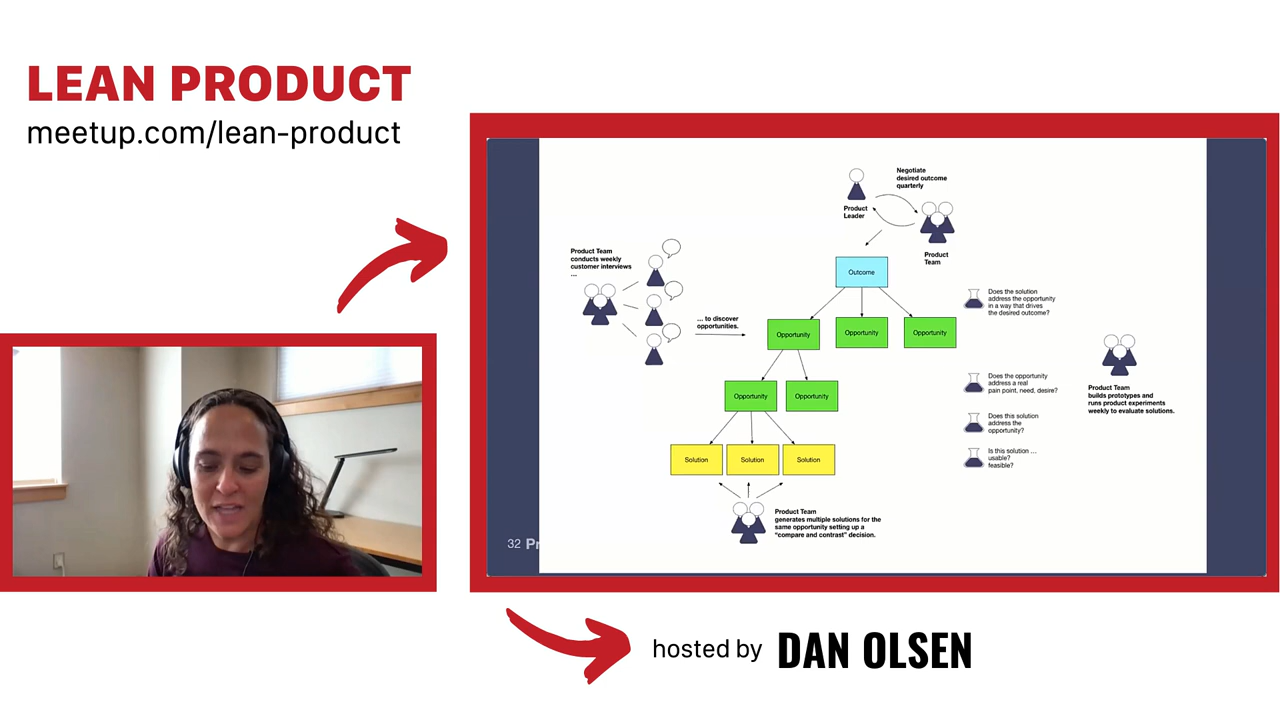 LEAN PRODUCT
meetup.com/lean-product
Negotiate
desired outcome
quarterly
Product
Leader
Product
Team
Product Team
conducts weekly
customer interviews
...
... to discover
opportunities.
Outcome
Opportunity
Opportunity
Opportunity
Opportunity
Opportunity
Solution
Solution
Solution
Product Team
generates multiple solutions for the
same opportunity setting up a
"compare and contrast" decision.
Does the solution
address the opportunity
in a way that drives
the desired outcome?
Does the opportunity
address a real
pain point, need, desire?
Does this solution
address the
opportunity?
Is this solution ...
usable?
feasible?
Product Team
builds prototypes and
runs product experiments
weekly to evaluate solutions.
32 Pr
hosted by DAN OLSEN